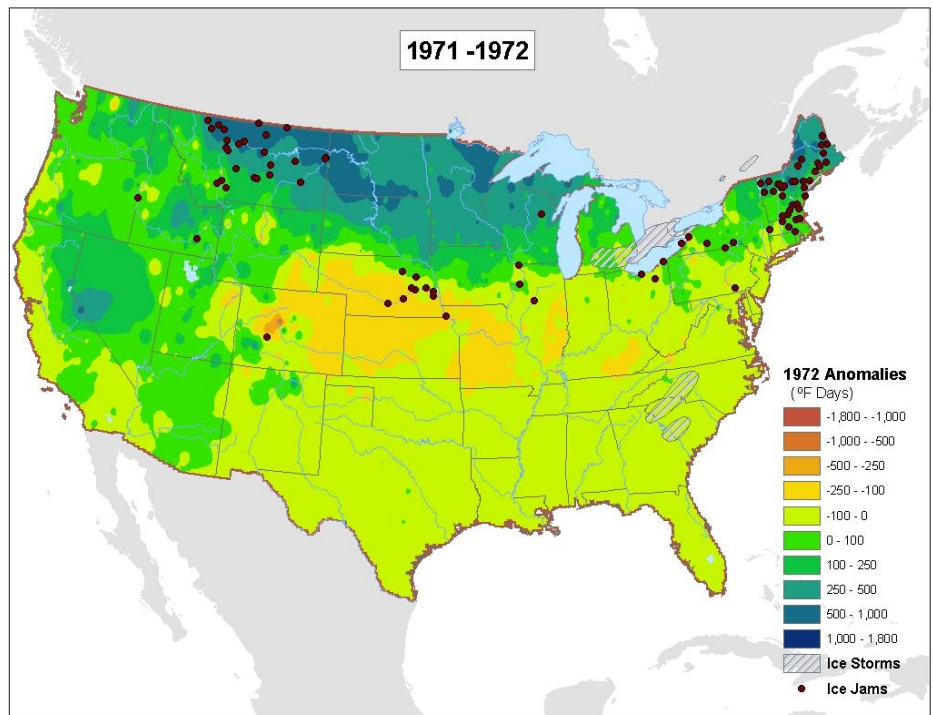 1971 -1972
1972 Anomalies
(ºF Days)
-1,800 - -1,000
-1,000 - -500
-500 - -250
-250 - -100
-100 - 0
0 - 100
100 - 250
250 - 500
500 - 1,000
1,000 - 1,800
Ice Storms
Ice Jams